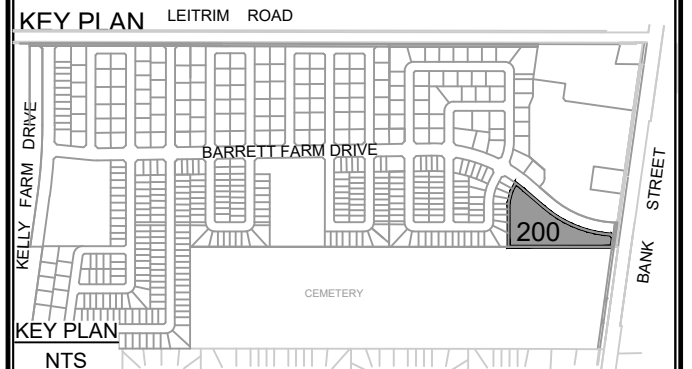 KEY PLAN
LEITRIM ROAD
KELLY FARM DRIVE
BARRETT FARM DRIVE
BANK STREET
200
CEMETERY
KEY PLAN
NTS